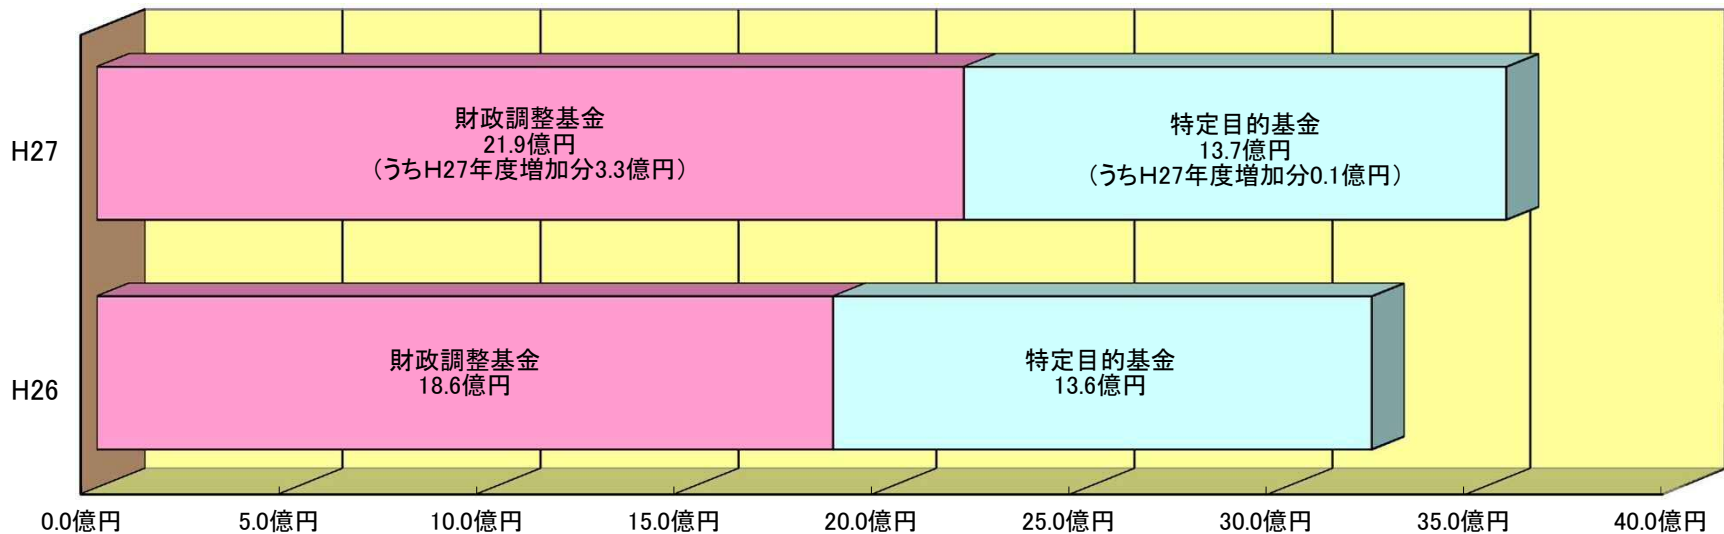 H27
財政調整基金
21.9億円
（うちH27年度増加分3.3億円）
特定目的基金
13.7億円
（うちH27年度増加分0.1億円）
H26
財政調整基金
18.6億円
特定目的基金
13.6億円
0.0億円 5.0億円 10.0億円 15.0億円 20.0億円 25.0億円 30.0億円 35.0億円 40.0億円